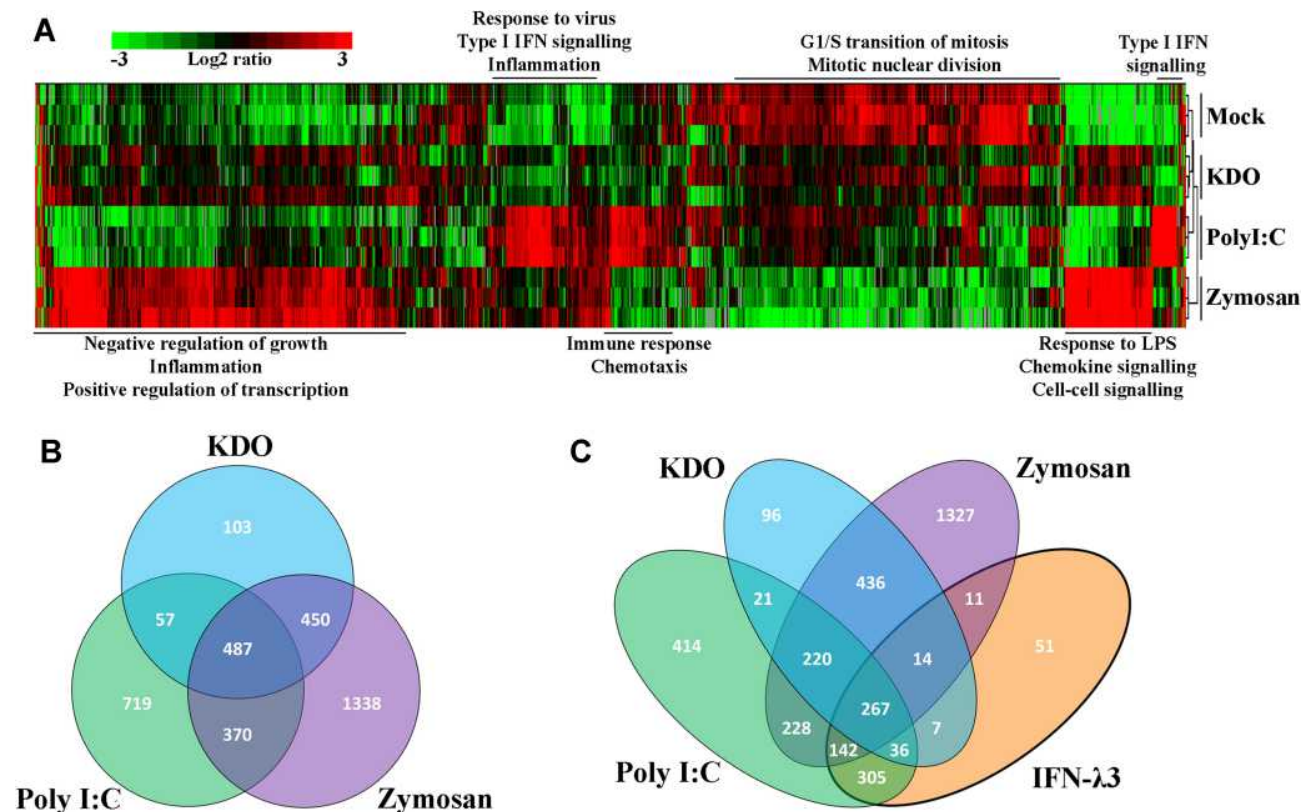 A
-3 Log2 ratio 3
Response to virus
Type I IFN signalling
Inflammation
G1/S transition of mitosis
Mitotic nuclear division
Type I IFN
signalling
Mock
KDO
PolyI:C
Zymosan
Negative regulation of growth
Inflammation
Positive regulation of transcription
Immune response
Chemotaxis
Response to LPS
Chemokine signalling
Cell-cell signalling
B
KDO
103
57
450
487
719
1338
370
Poly I:C
Zymosan
C
KDO
Zymosan
96
1327
436
21
11
414
220
14
51
267
228
7
142
36
305
Poly I:C
IFN-λ3